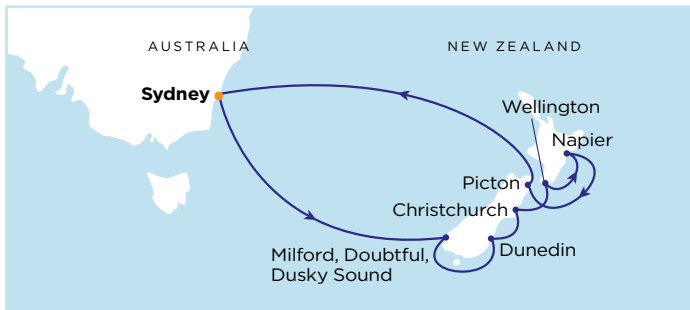 AUSTRALIA
NEW ZEALAND
Sydney
Wellington
Napier
Picton
Christchurch
Milford, Doubtful,
Dusky Sound
Dunedin